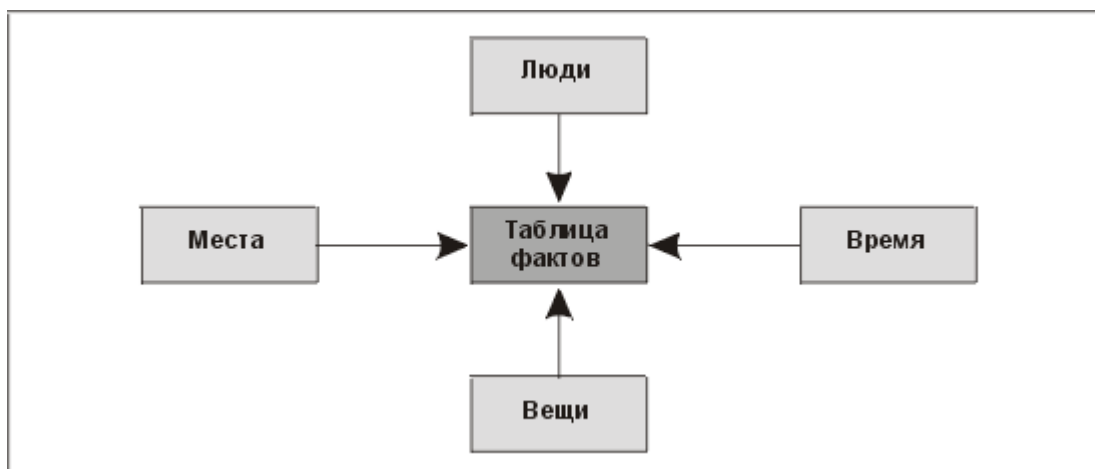 Люди
Места
Таблица
фактов
Время
Вещи